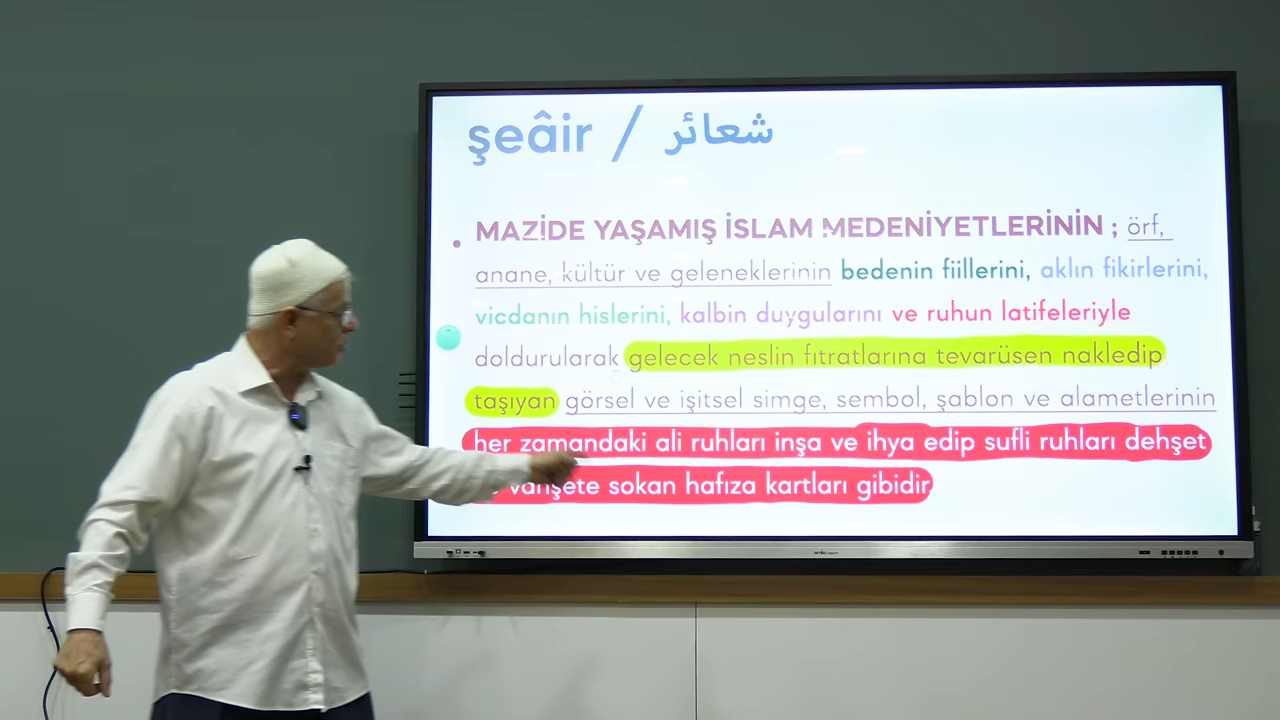 şeâir / شعائر
• MAZİDE YAŞAMIŞ İSLAM MEDENİYETLERİNİN ; örf,
anane, kültür ve geleneklerinin bedenin fiillerini, aklın fikirlerini,
vicdanın hislerini, kalbin duygularını ve ruhun latifeleriyle
doldurularak gelecek neslin fıtratlarına tevarüsen nakledip
taşıyan görsel ve işitsel simge, sembol, şablon ve alametlerinin
her zamandaki ali ruhları inşa ve ihya edip sufli ruhları dehşet
vahşete sokan hafıza kartları gibidir